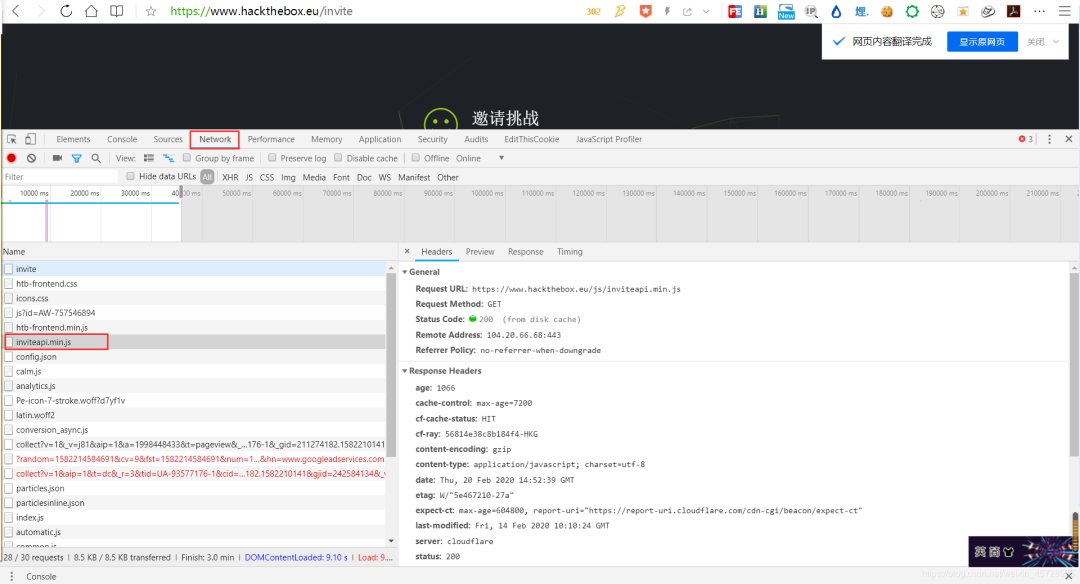 https://www.hackthebox.eu/invite
302
New
网页内容翻译完成
显示原网页
关闭
邀请挑战
Elements Console Sources Network Performance Memory Application Security Audits EditThisCookie JavaScript Profiler
3
View: Group by frame Preserve log Disable cache Offline Online
Filter Hide data URLs All XHR JS CSS Img Media Font Doc WS Manifest Other
10000 ms 20000 ms 30000 ms 40000 ms 50000 ms 60000 ms 70000 ms 80000 ms 90000 ms 100000 ms 110000 ms 120000 ms 130000 ms 140000 ms 150000 ms 160000 ms 170000 ms 180000 ms 190000 ms 200000 ms 210000 ms
Name
invite
htb-frontend.css
icons.css
js?id=AW-757546894
htb-frontend.min.js
inviteapi.min.js
config.json
calm.js
analytics.js
Pe-icon-7-stroke.woff?d7yf1v
latin.woff2
conversion_async.js
collect?v=1&_v=j81&aip=1&a=1998448433&t=pageview&_...176-1&_gid=211274182.1582210141
?random=1582214584691&cv=9&fst=1582214584691&num=1...&hn=www.googleadservices.com
collect?v=1&aip=1&t=dc&_r=3&tid=UA-93577176-1&cid=...182.1582210141&gjid=242584134&
particles.json
particlesinline.json
index.js
automatic.js
common.js
28 / 30 requests | 8.5 KB / 8.5 KB transferred | Finish: 3.0 min | DOMContentLoaded: 9.10 s | Load: 9....
Console
Headers Preview Response Timing
General
Request URL: https://www.hackthebox.eu/js/inviteapi.min.js
Request Method: GET
Status Code: 200 (from disk cache)
Remote Address: 104.20.66.68:443
Referrer Policy: no-referrer-when-downgrade
Response Headers
age: 1066
cache-control: max-age=7200
cf-cache-status: HIT
cf-ray: 56814e38c8b184f4-HKG
content-encoding: gzip
content-type: application/javascript; charset=utf-8
date: Thu, 20 Feb 2020 14:52:39 GMT
etag: W/"5e467210-27a"
expect-ct: max-age=604800, report-uri="https://report-uri.cloudflare.com/cdn-cgi/beacon/expect-ct"
last-modified: Fri, 14 Feb 2020 10:10:24 GMT
server: cloudflare
status: 200